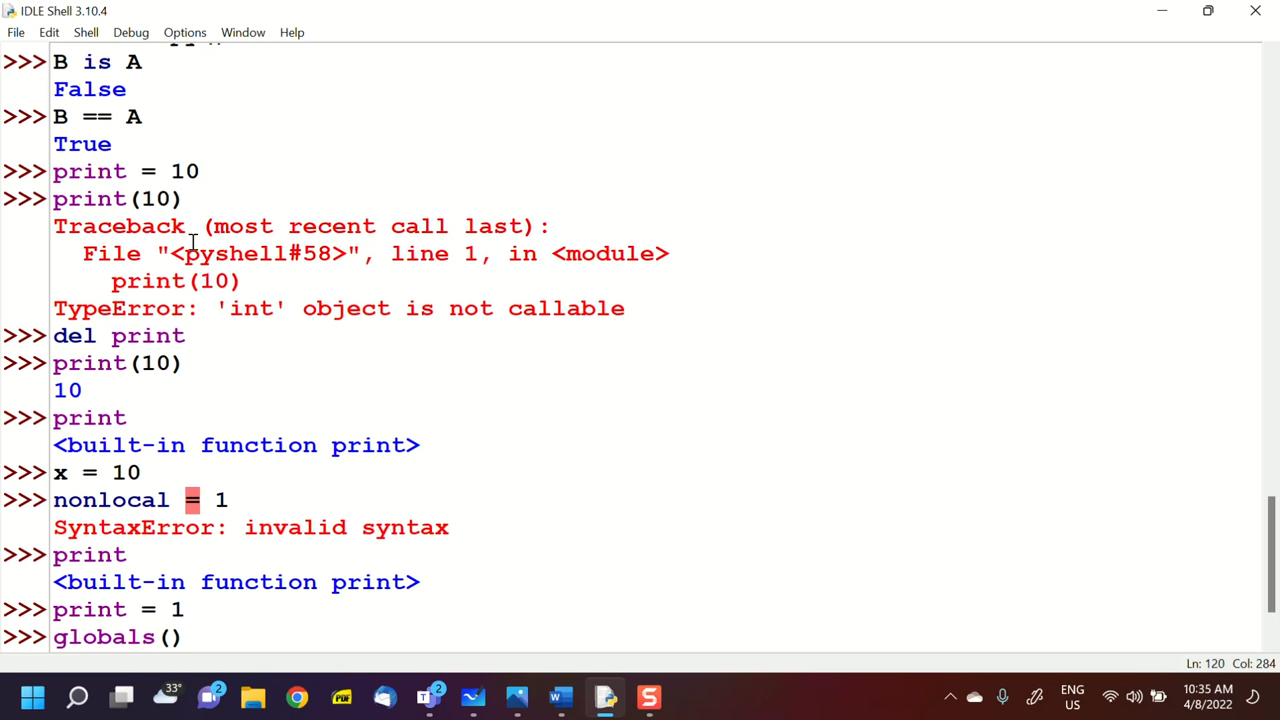 IDLE Shell 3.10.4
File Edit Shell Debug Options Window Help
>>> B is A
False
>>> B == A
True
>>> print = 10
>>> print(10)
Traceback (most recent call last):
File "<pyshell#58>", line 1, in <module>
print(10)
TypeError: 'int' object is not callable
>>> del print
>>> print(10)
10
>>> print
<built-in function print>
>>> x = 10
>>> nonlocal = 1
SyntaxError: invalid syntax
>>> print
<built-in function print>
>>> print = 1
>>> globals()
Ln: 120 Col: 284
33° 2 PDF 2 W S ENG US 10:35 AM 4/8/2022